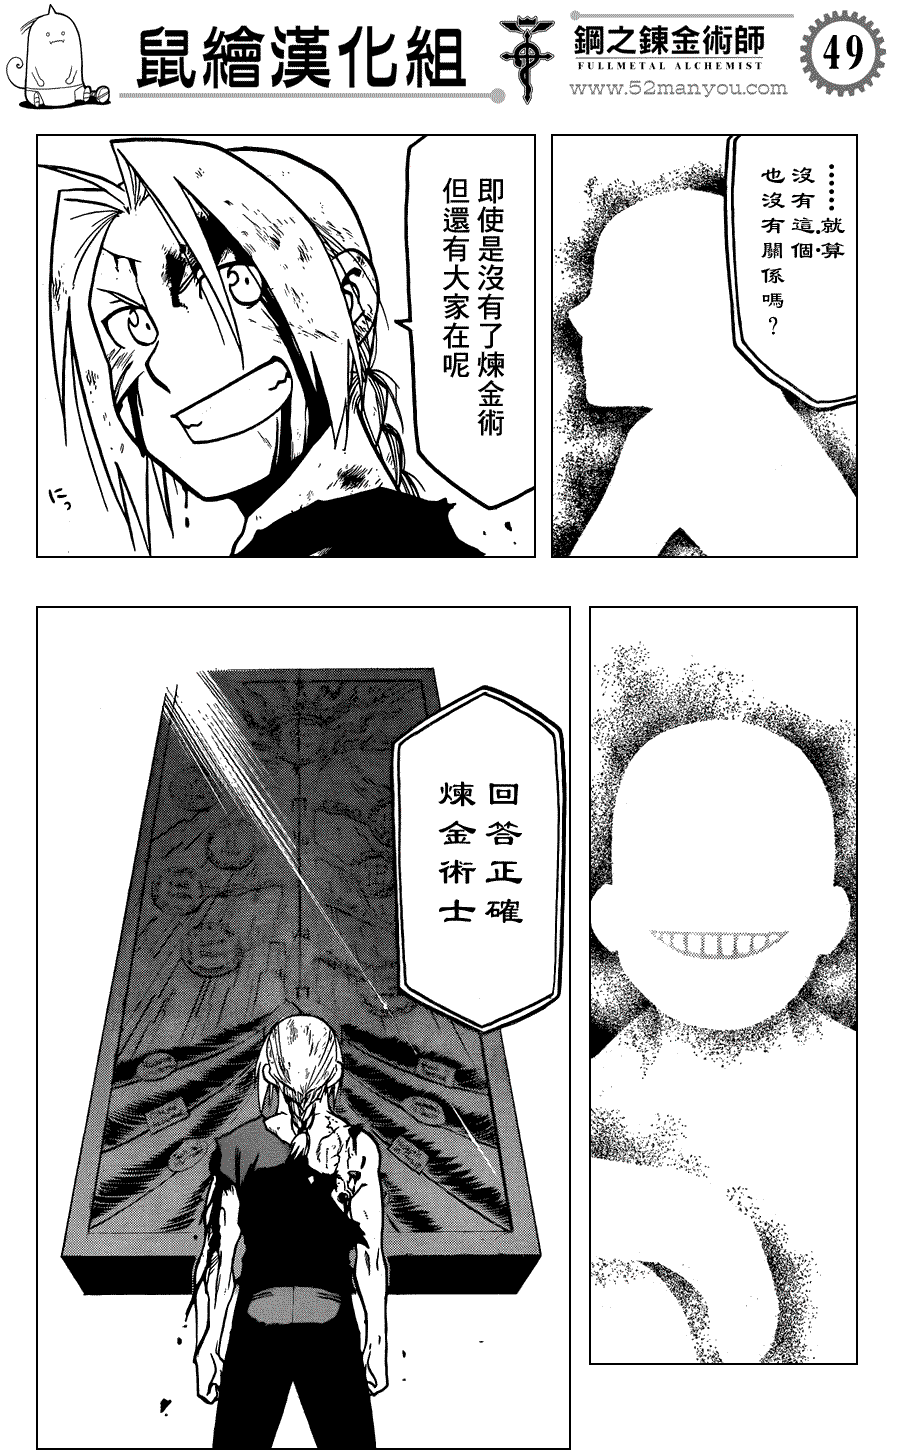 鼠繪漢化組
鋼之鍊金術師
FULLMETAL ALCHEMIST
www.52manyou.com
49
……就算
沒有這個
也沒有關係嗎？
即使是沒有了煉金術
但還有大家在呢
にっ
回答正確
煉金術士